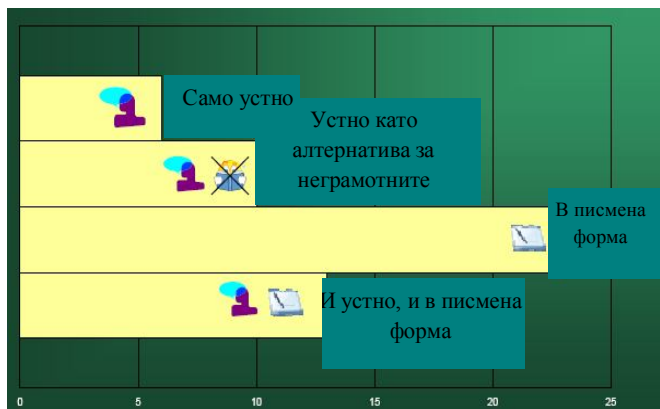 Само устно
Устно като
алтернатива за
неграмотните
В писмена
форма
И устно, и в писмена
форма
0 5 10 15 20 25